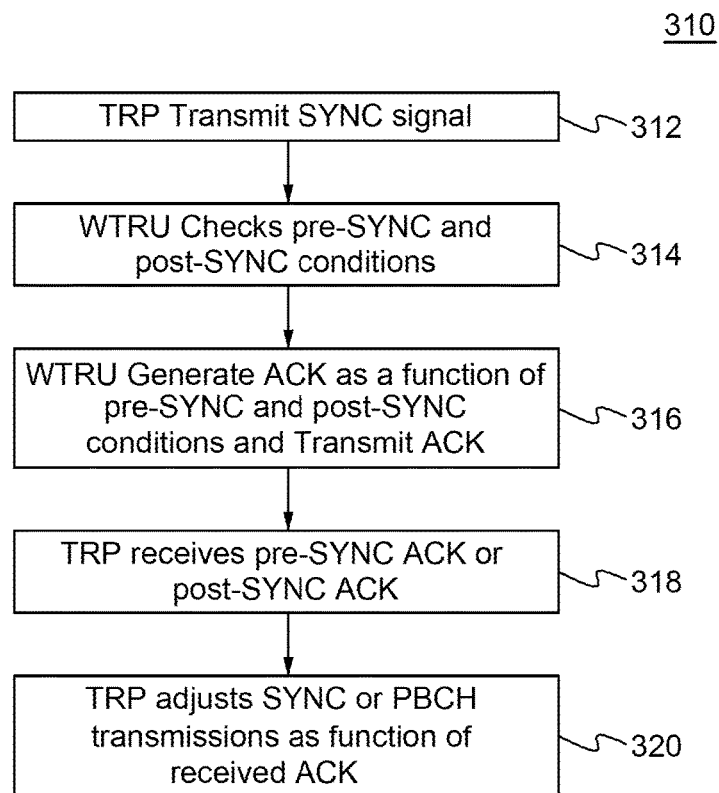 310
TRP Transmit SYNC signal
312
WTRU Checks pre-SYNC and
post-SYNC conditions
314
WTRU Generate ACK as a function of
pre-SYNC and post-SYNC
conditions and Transmit ACK
316
TRP receives pre-SYNC ACK or
post-SYNC ACK
318
TRP adjusts SYNC or PBCH
transmissions as function of
received ACK
320